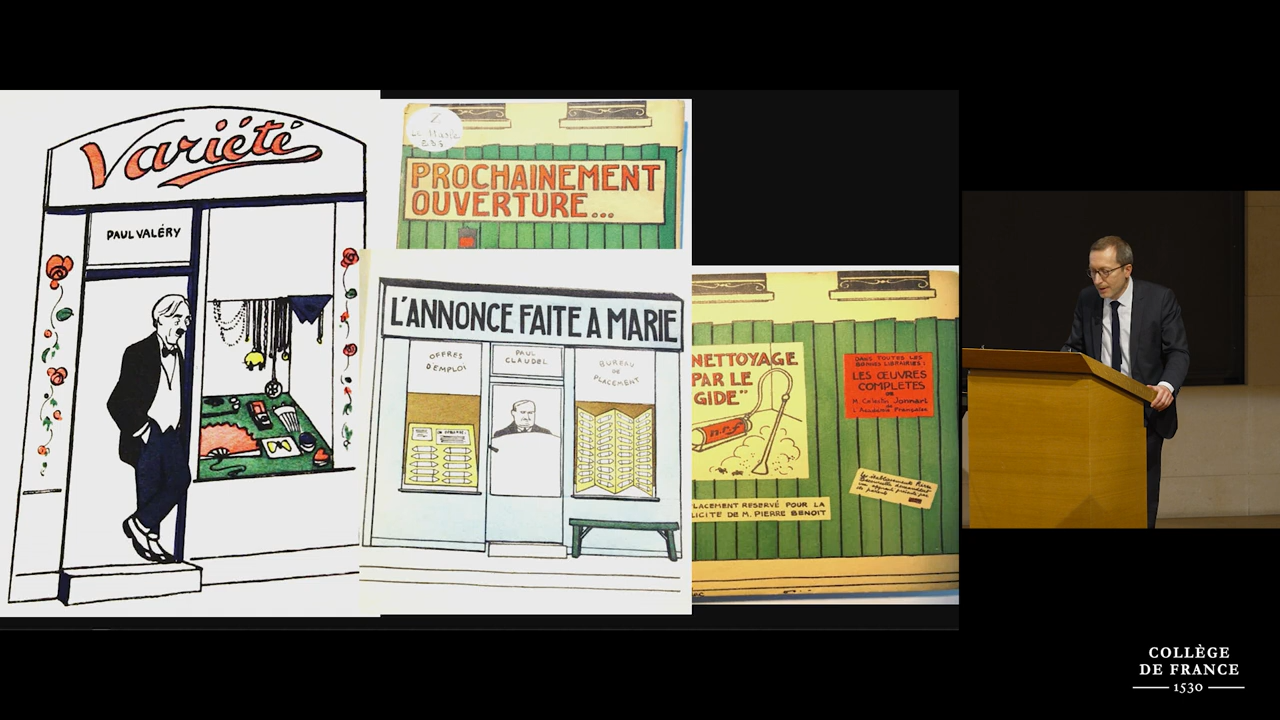 Variété
PAUL VALÉRY
PROCHAINEMENT
OUVERTURE...
L'ANNONCE FAITE A MARIE
OFFRES
D'EMPLOI
PAUL
CLAUDEL
BUREAU
DE
PLACEMENT
NETTOYAGE
PAR LE
GIDE"
n.r.f
DANS TOUTES LES
BONNES LIBRAIRIES:
LES ŒUVRES
COMPLETES
DE
M. Celestin Jonnart
de
l'Académie Française
LACEMENT RESERVÉ POUR LA
LICITE DE M. PIERRE BENOIT
COLLÈGE
DE FRANCE
1530